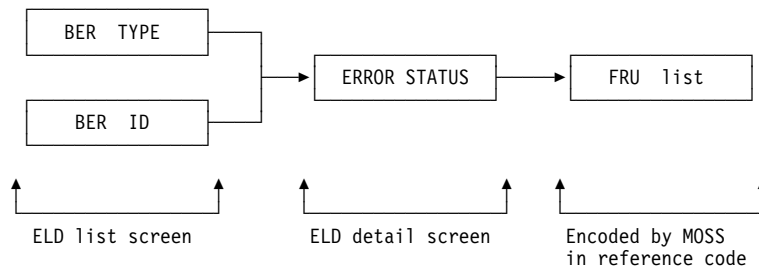 BER TYPE
ERROR STATUS
FRU list
BER ID
ELD list screen
ELD detail screen
Encoded by MOSS
in reference code